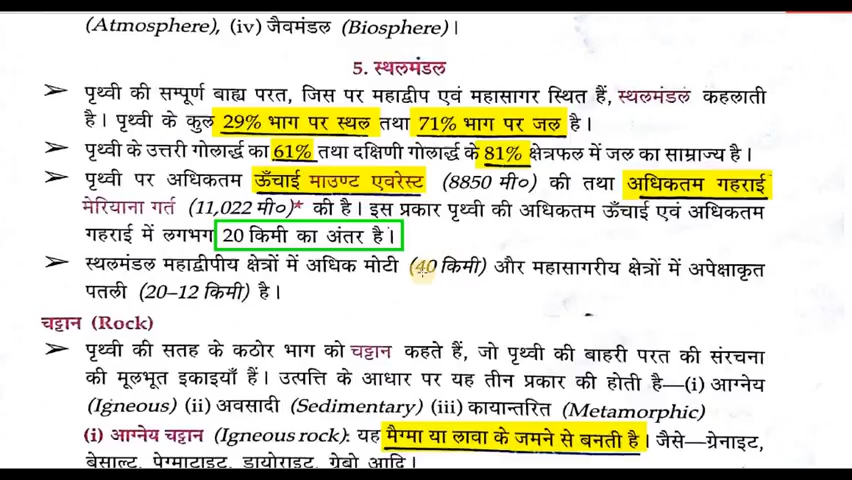 (Atmosphere), (iv) जैवमंडल (Biosphere)।
5. स्थलमंडल
➢ पृथ्वी की सम्पूर्ण बाह्य परत, जिस पर महाद्वीप एवं महासागर स्थित हैं, स्थलमंडल कहलाती
है। पृथ्वी के कुल 29% भाग पर स्थल तथा 71% भाग पर जल है।
➢ पृथ्वी के उत्तरी गोलार्द्ध का 61% तथा दक्षिणी गोलार्द्ध के 81% क्षेत्रफल में जल का साम्राज्य है।
➢ पृथ्वी पर अधिकतम ऊँचाई माउण्ट एवरेस्ट (8850 मी०) की तथा अधिकतम गहराई
मेरियाना गर्त (11,022 मी०)* की है। इस प्रकार पृथ्वी की अधिकतम ऊँचाई एवं अधिकतम
गहराई में लगभग 20 किमी का अंतर है।
➢ स्थलमंडल महाद्वीपीय क्षेत्रों में अधिक मोटी (40 किमी) और महासागरीय क्षेत्रों में अपेक्षाकृत
पतली (20–12 किमी) है।
चट्टान (Rock)
➢ पृथ्वी की सतह के कठोर भाग को चट्टान कहते हैं, जो पृथ्वी की बाहरी परत की संरचना
की मूलभूत इकाइयाँ हैं। उत्पत्ति के आधार पर यह तीन प्रकार की होती है—(i) आग्नेय
(Igneous) (ii) अवसादी (Sedimentary) (iii) कायान्तरित (Metamorphic)
(i) आग्नेय चट्टान (Igneous rock): यह मैग्मा या लावा के जमने से बनती है। जैसे—ग्रेनाइट,
बेसाल्ट, पेग्माटाइट, डायोराइट, ग्रेबो आदि।